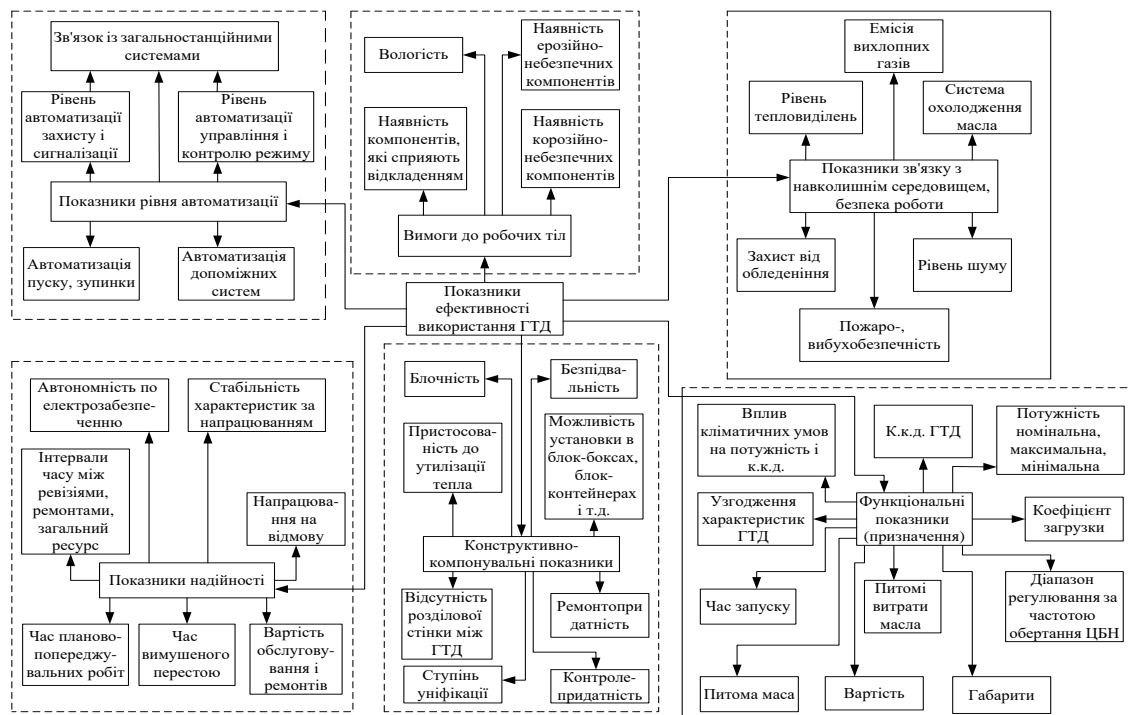 Зв'язок із загальностанційними
системами
Рівень
автоматизації
захисту і
сигналізації
Рівень
автоматизації
управління і
контролю режиму
Показники рівня автоматизації
Автоматизація
пуску, зупинки
Автоматизація
допоміжних
систем
Вологість
Наявність
ерозійно-
небезпечних
компонентів
Наявність
компонентів,
які сприяють
відкладенням
Наявність
корозійно-
небезпечних
компонентів
Вимоги до робочих тіл
Емісія
вихлопних
газів
Рівень
тепловиділень
Система
охолодження
масла
Показники зв'язку з
навколишнім середовищем,
безпека роботи
Захист від
обледеніння
Рівень шуму
Пожаро-,
вибухобезпечність
Показники
ефективності
використання ГТД
Автономність по
електрозабезпе-
ченню
Стабільність
характеристик за
напрацюванням
Інтервали
часу між
ревізіями,
ремонтами,
загальний
ресурс
Напрацюва-
ння на
відмову
Показники надійності
Час планово-
попереджу-
вальних робіт
Час
вимушеного
перестою
Вартість
обслугову-
вання і
ремонтів
Блочність
Безпідва-
льність
Пристосова-
ність до
утилізації
тепла
Можливість
установки в
блок-боксах,
блок-
контейнерах
і т.д.
Конструктивно-
компонувальні показники
Відсутність
розділової
стінки між
ГТД
Ремонтопри
датність
Ступінь
уніфікації
Контроле-
придатність
Вплив
кліматичних умов
на потужність і
к.к.д.
К.к.д. ГТД
Потужність
номінальна,
максимальна,
мінімальна
Узгодження
характеристик
ГТД
Функціональні
показники
(призначення)
Коефіцієнт
загрузки
Час запуску
Питомі
витрати
масла
Діапазон
регулювання за
частотою
обертання ЦБН
Питома маса
Вартість
Габарити